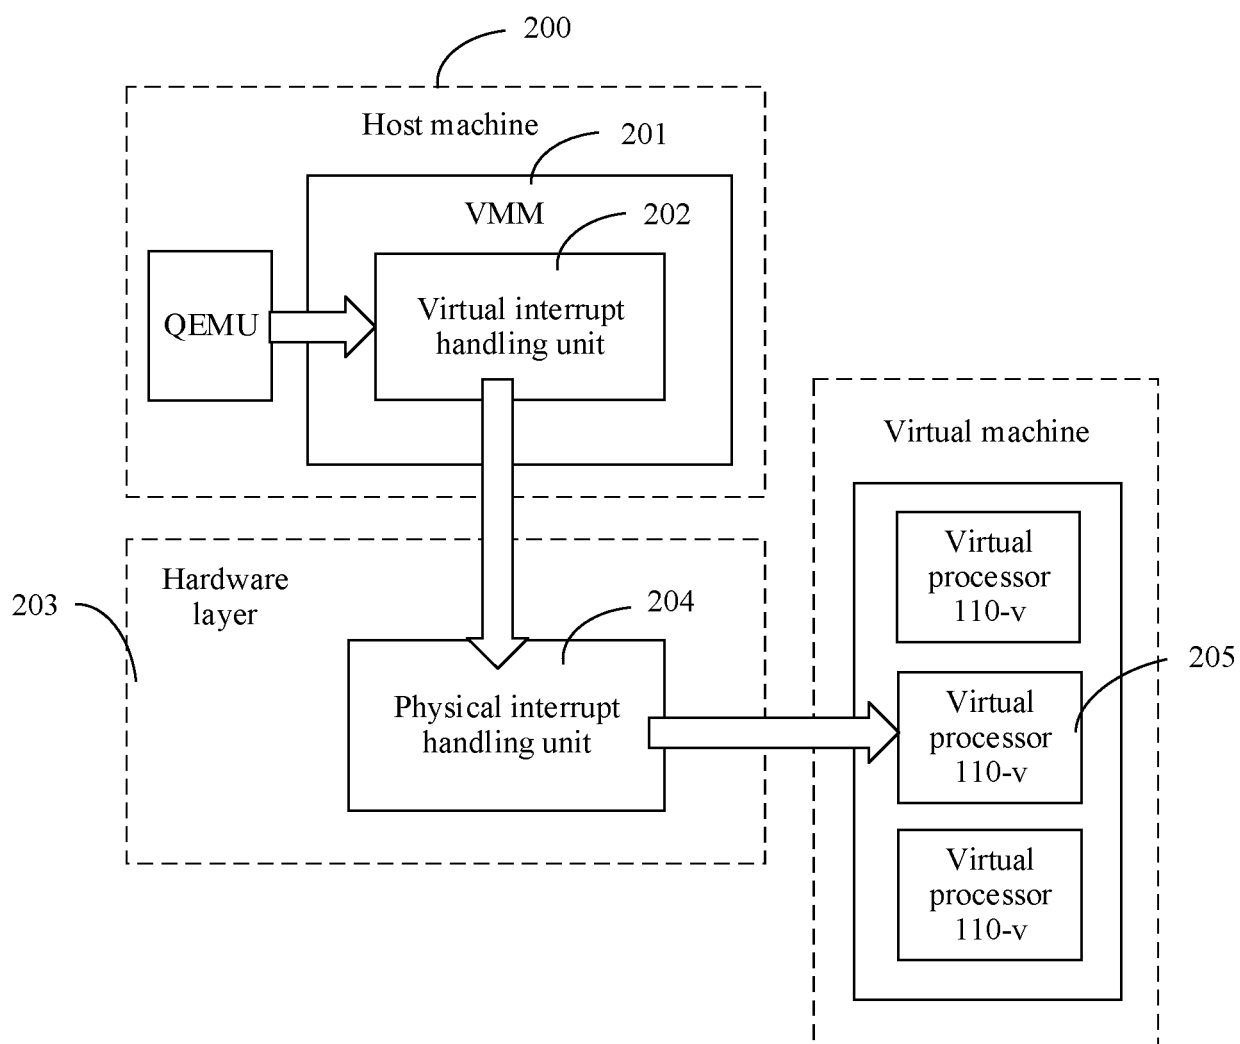 200
Host machine
201
VMM
202
QEMU
Virtual interrupt
handling unit
Virtual machine
Hardware
layer
203
204
Physical interrupt
handling unit
Virtual
processor
110-v
Virtual
processor
110-v
205
Virtual
processor
110-v